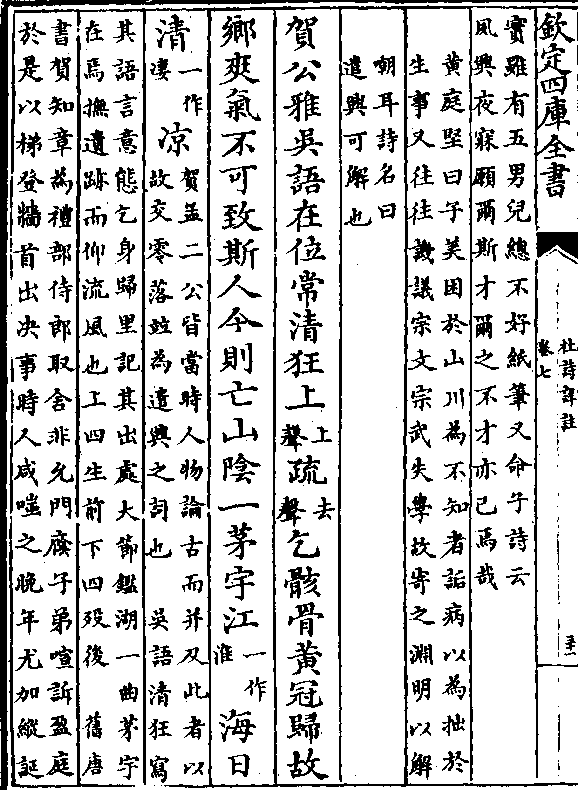 欽定四庫全書
杜詩詳註
卷七
實雖有五男兒總不好紙筆又命子詩云
夙興夜寐願爾斯才爾之不才亦已焉哉
黄庭堅曰子美困於山川為不知者詬病以為拙於
生事又往往譏議宗文宗武失學故寄之淵明以解
嘲耳詩名曰
遣興可解也
賀公雅吳語在位常清狂上上聲疏去聲乞骸骨黄冠歸故
鄉爽氣不可致斯人今則亡山陰一茅宇江一作淮海日
清一作凄涼賀孟二公皆當時人物論古而并及此者以
故交零落並為遣興之詞也 吳語清狂寫
其語言意態乞身歸里記其出處大節鑑湖一曲茅宇
在焉撫遺跡而仰流風也上四生前下四殁後 舊唐
書賀知章為禮部侍郎取舍非允門廕子弟喧訴盈庭
於是以梯登牆首出决事時人咸嗤之晚年尤加縱誕